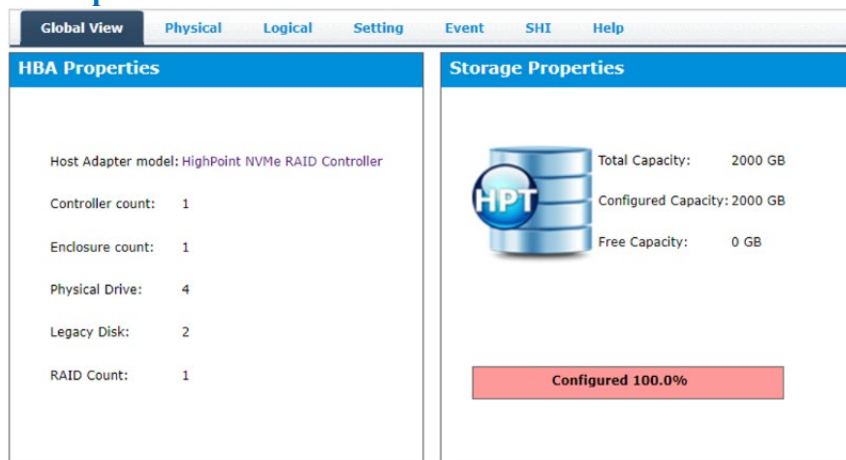 Global View Physical Logical Setting Event SHI Help
HBA Properties
Host Adapter model: HighPoint NVMe RAID Controller
Controller count: 1
Enclosure count: 1
Physical Drive: 4
Legacy Disk: 2
RAID Count: 1
Storage Properties
HPT
Total Capacity: 2000 GB
Configured Capacity: 2000 GB
Free Capacity: 0 GB
Configured 100.0%